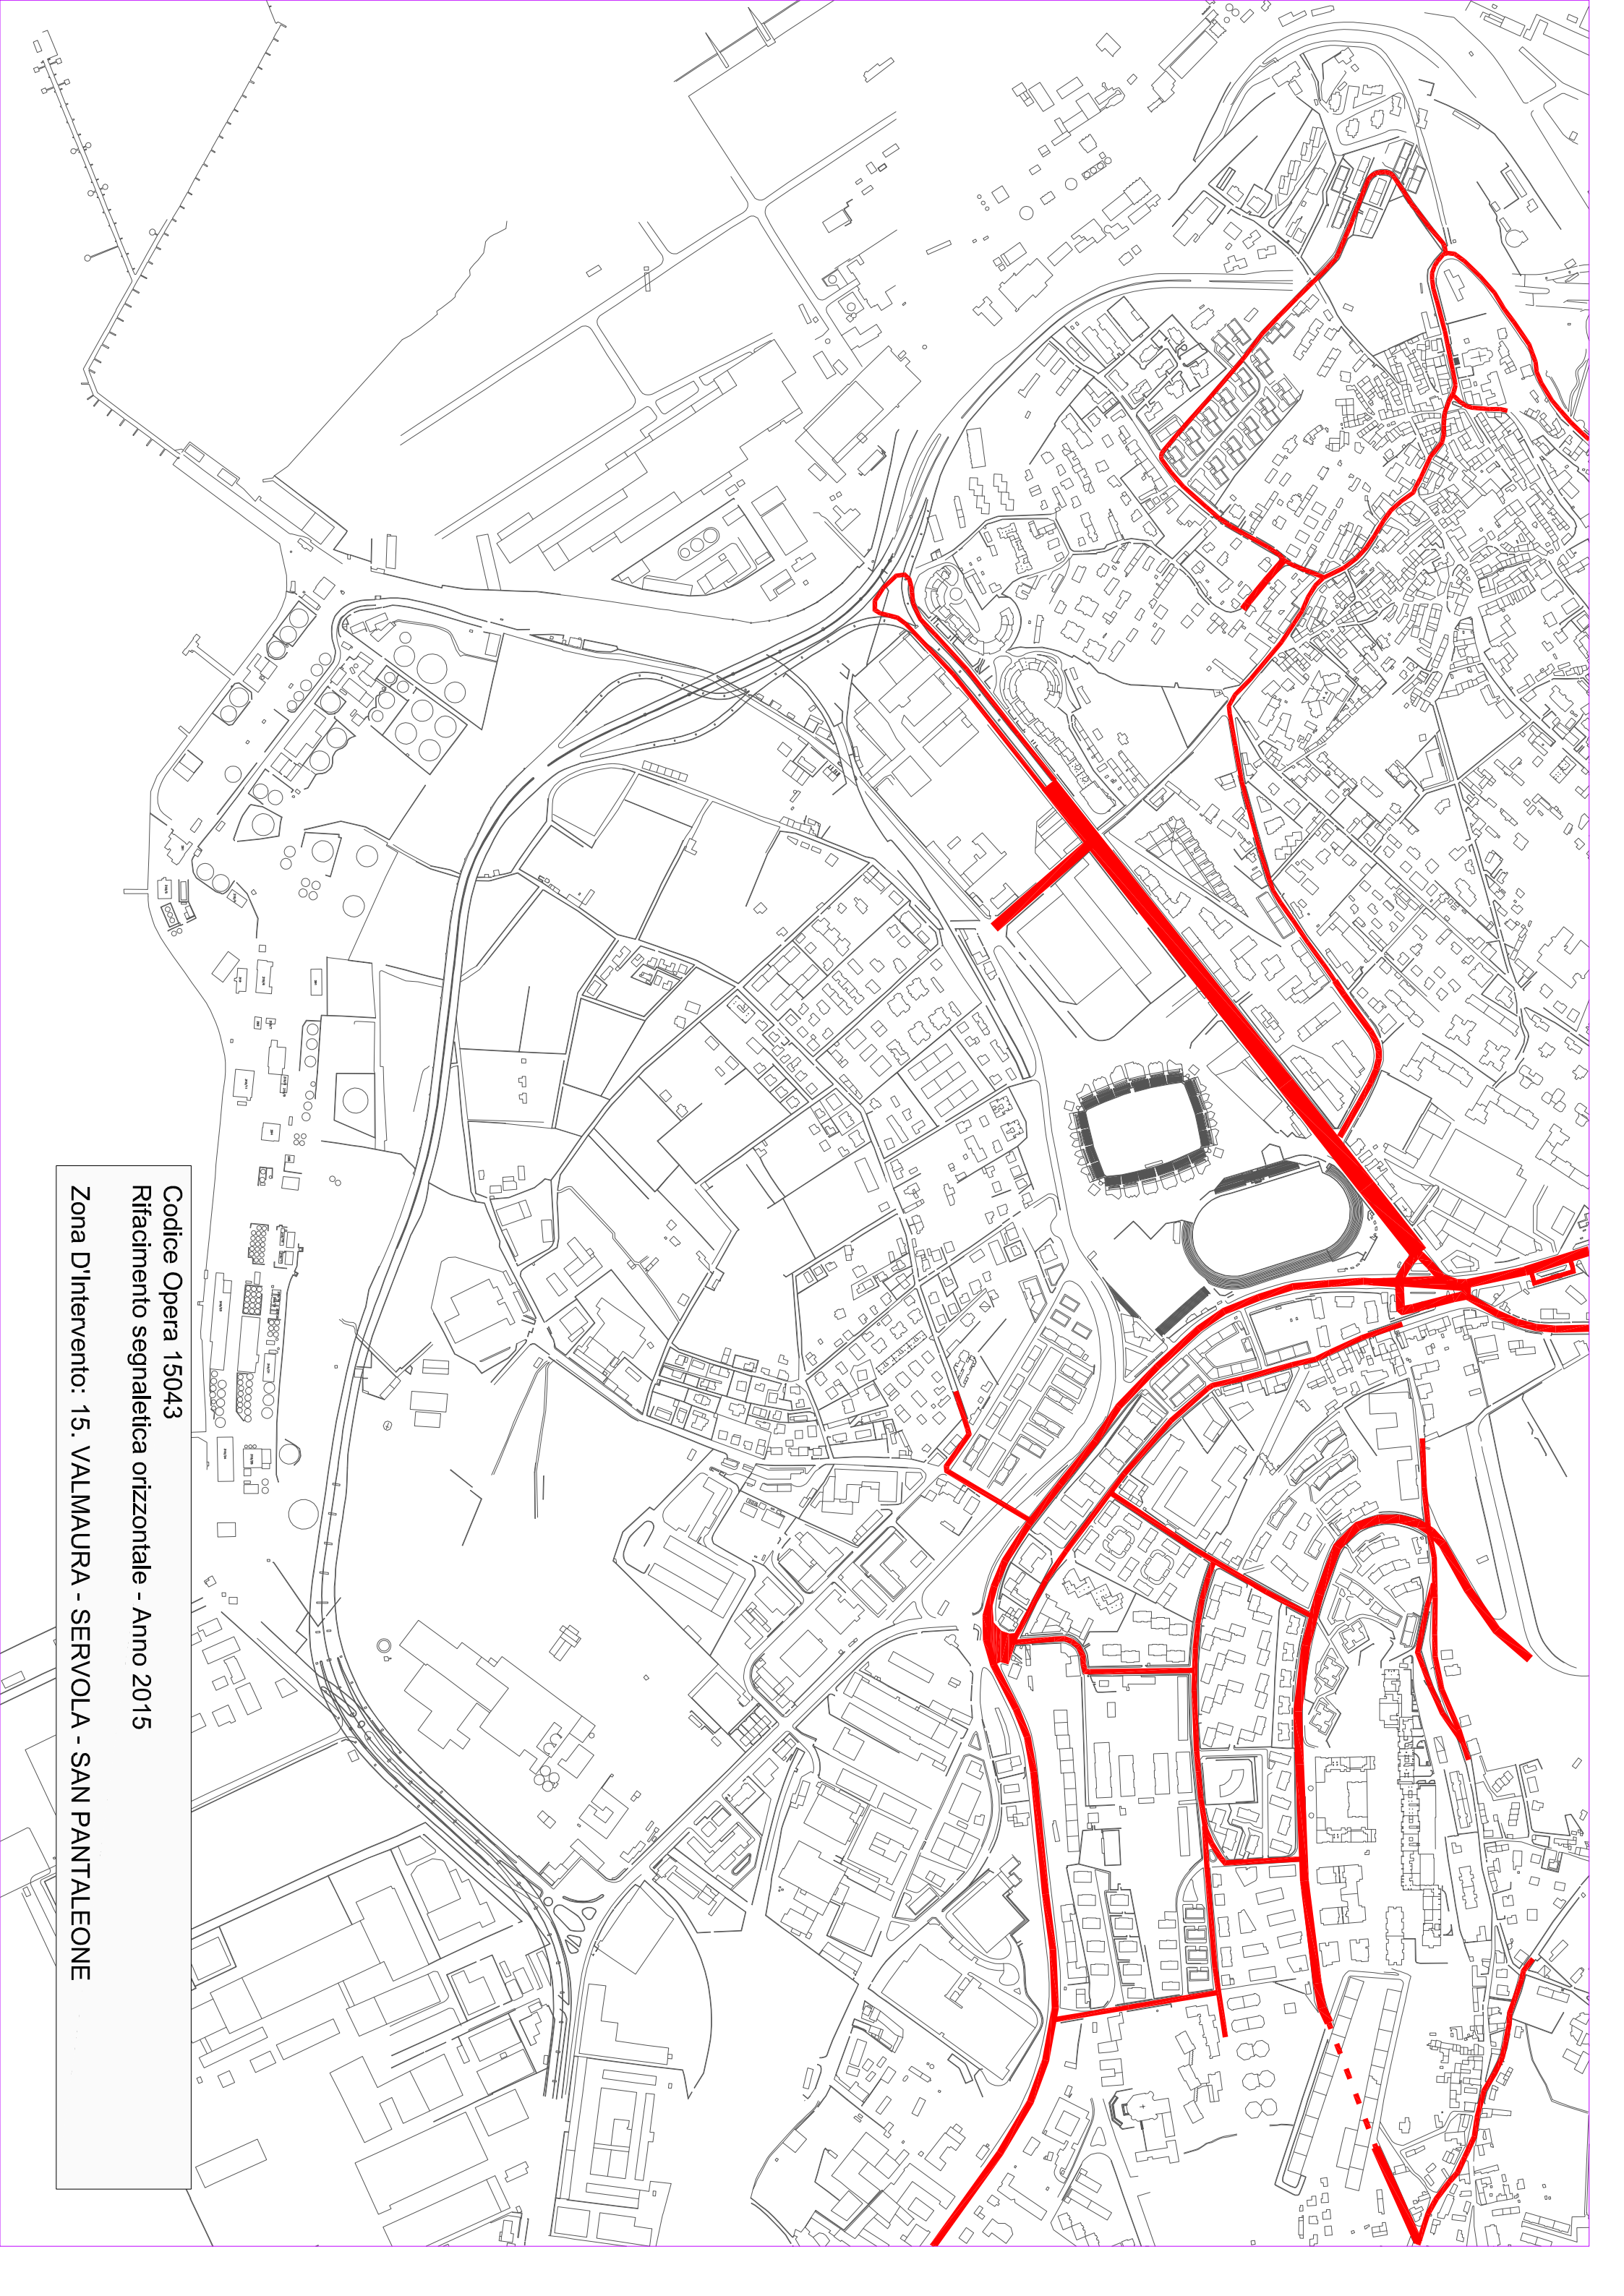 Codice Opera 15043
Rifacimento segnaletica orizzontale - Anno 2015
Zona D'Intervento: 15. VALMAURA - SERVOLA - SAN PANTALEONE